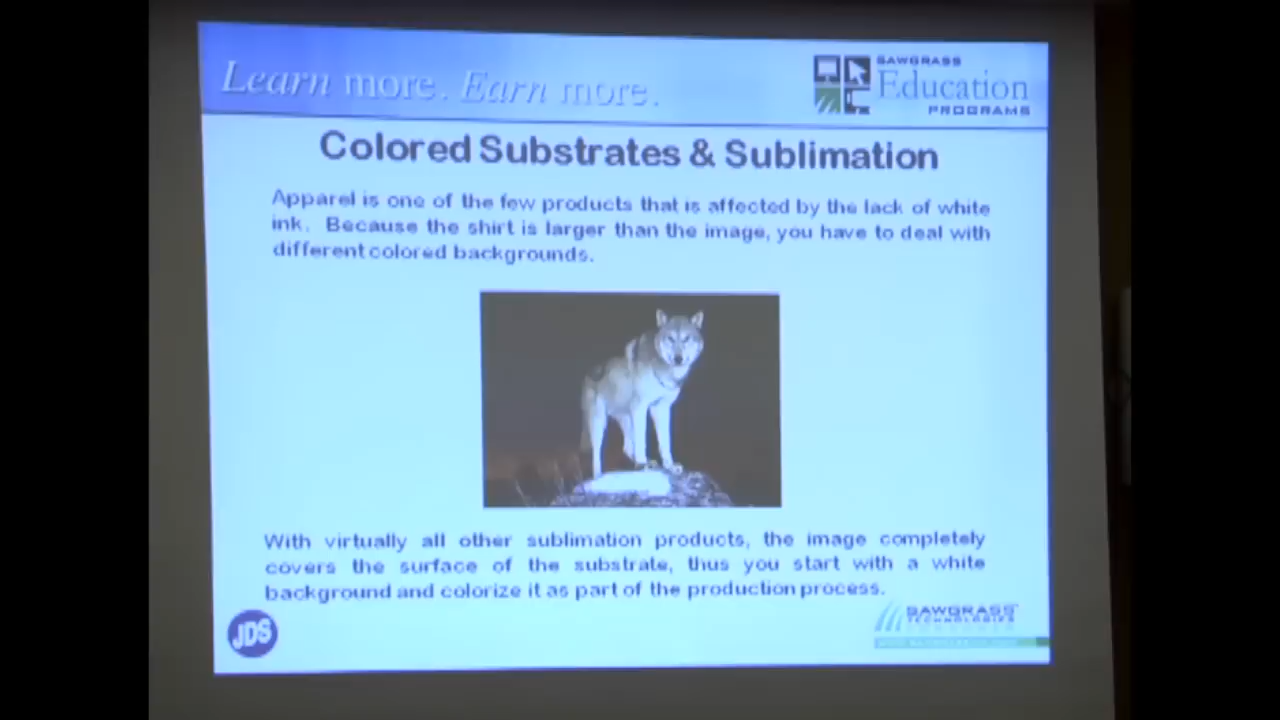 Learn more. Earn more.
SAWGRASS
Education
PROGRAMS
Colored Substrates & Sublimation
Apparel is one of the few products that is affected by the lack of white
ink. Because the shirt is larger than the image, you have to deal with
different colored backgrounds.
With virtually all other sublimation products, the image completely
covers the surface of the substrate, thus you start with a white
background and colorize it as part of the production process.
JDS
SAWGRASS
TECHNOLOGIES